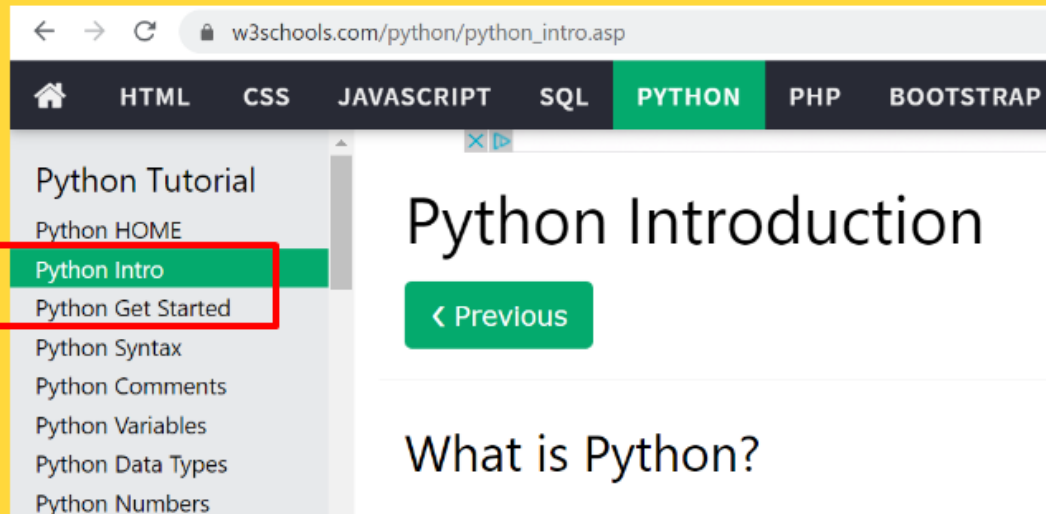 w3schools.com/python/python_intro.asp
HTML CSS JAVASCRIPT SQL PYTHON PHP BOOTSTRAP
Python Tutorial
Python HOME
Python Intro
Python Get Started
Python Syntax
Python Comments
Python Variables
Python Data Types
Python Numbers
Python Introduction
❮ Previous
What is Python?